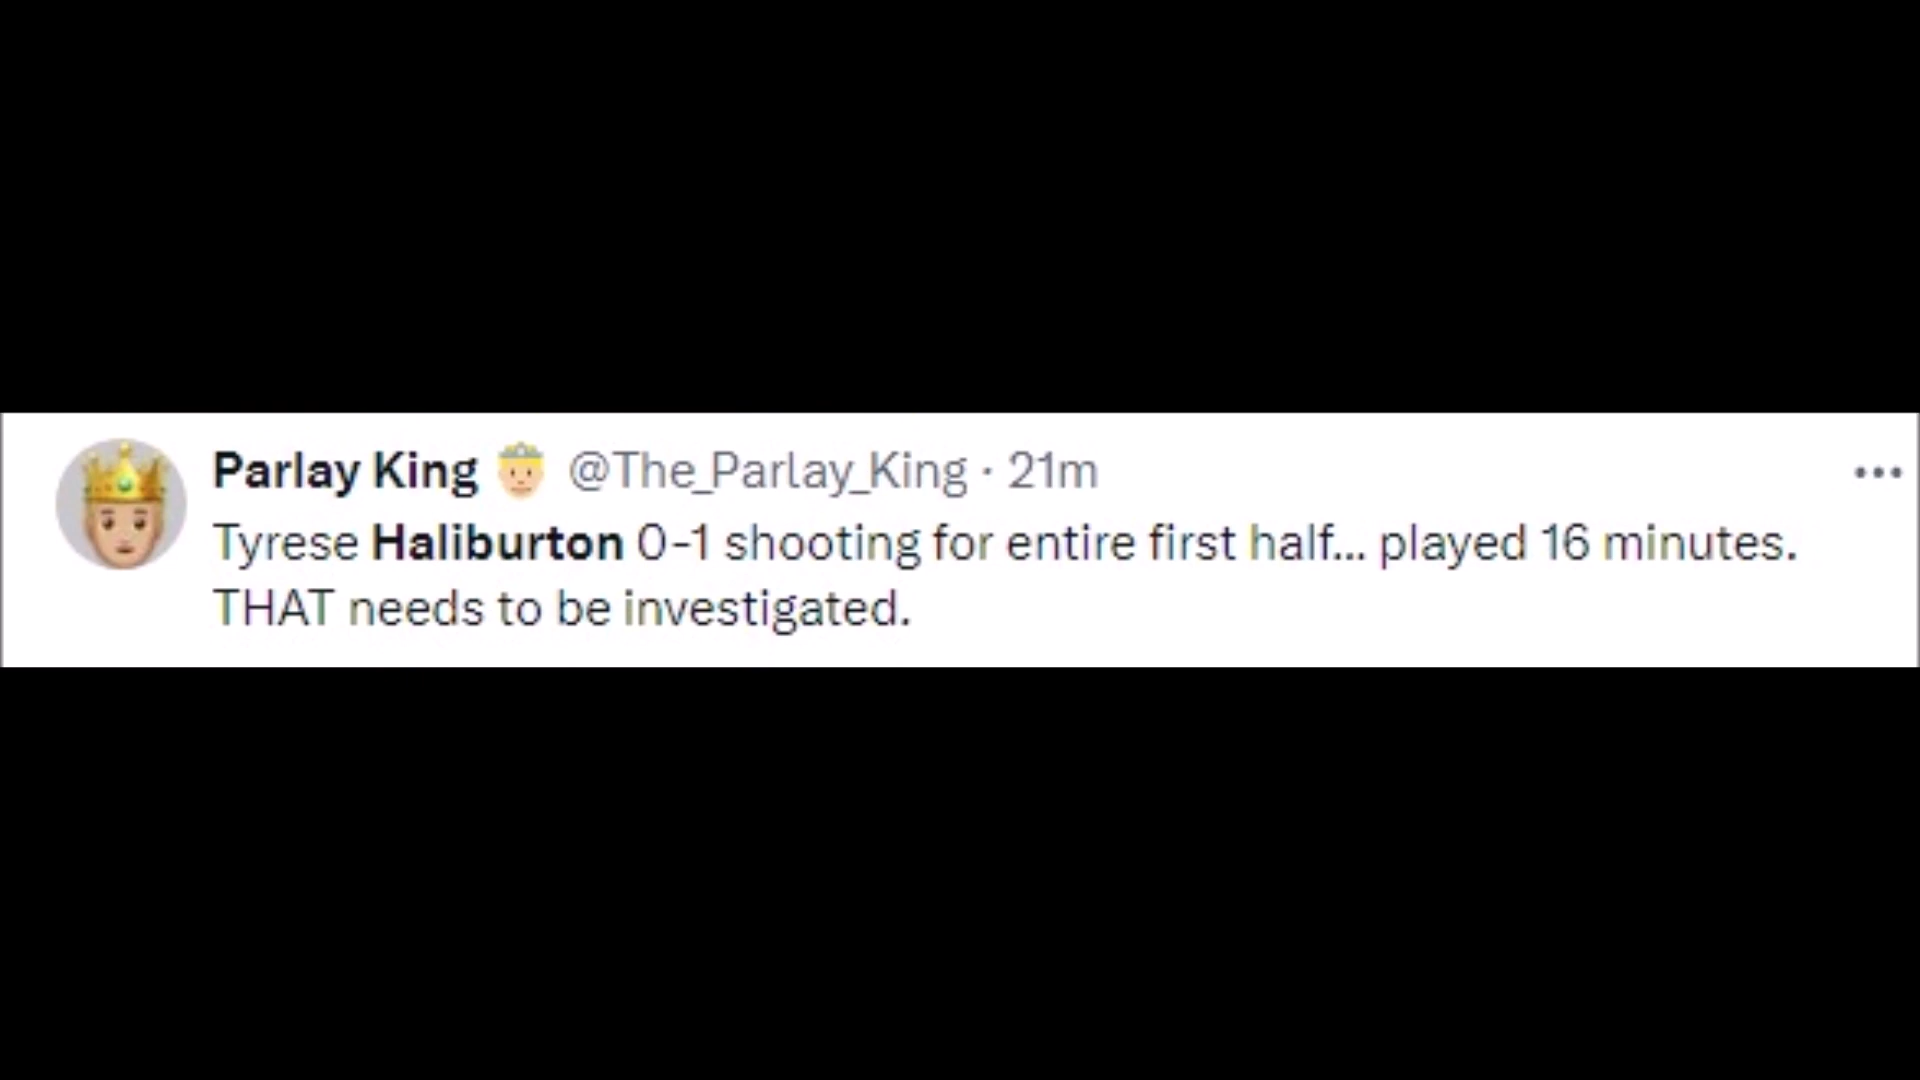 Parlay King 🤴 @The_Parlay_King · 21m
Tyrese Haliburton 0-1 shooting for entire first half... played 16 minutes.
THAT needs to be investigated.